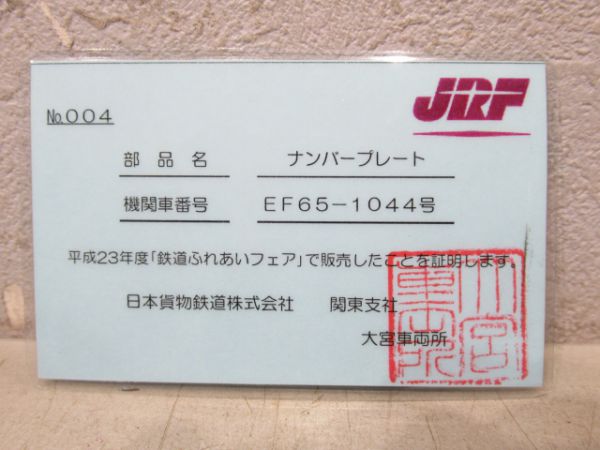 JRF
No.004
部品名 ナンバープレート
機関車番号 EF65-1044号
平成23年度「鉄道ふれあいフェア」で販売したことを証明します。
日本貨物鉄道株式会社 関東支社
大宮車両所